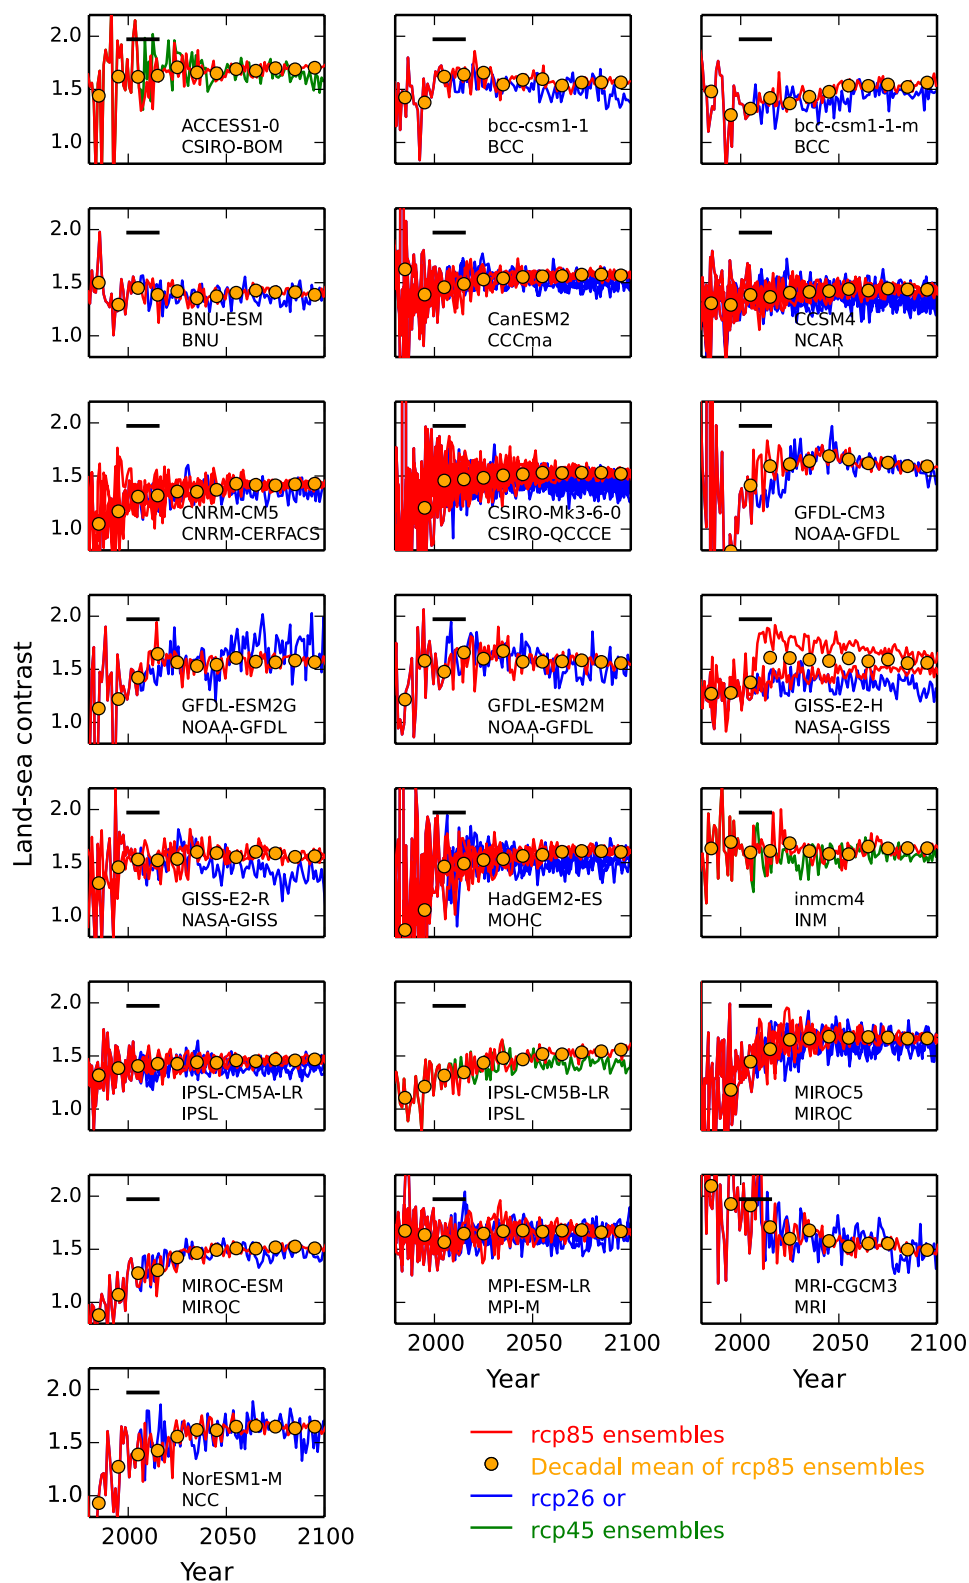 2.0
1.5
1.0
ACCESS1-0
CSIRO-BOM
bcc-csm1-1
BCC
bcc-csm1-1-m
BCC
2.0
1.5
1.0
BNU-ESM
BNU
CanESM2
CCCma
CCSM4
NCAR
2.0
1.5
1.0
CNRM-CM5
CNRM-CERFACS
CSIRO-Mk3-6-0
CSIRO-QCCCE
GFDL-CM3
NOAA-GFDL
Land-sea contrast
2.0
1.5
1.0
GFDL-ESM2G
NOAA-GFDL
GFDL-ESM2M
NOAA-GFDL
GISS-E2-H
NASA-GISS
2.0
1.5
1.0
GISS-E2-R
NASA-GISS
HadGEM2-ES
MOHC
inmcm4
INM
2.0
1.5
1.0
IPSL-CM5A-LR
IPSL
IPSL-CM5B-LR
IPSL
MIROC5
MIROC
2.0
1.5
1.0
MIROC-ESM
MIROC
MPI-ESM-LR
MPI-M
MRI-CGCM3
MRI
2000 2050 2100
Year
2000 2050 2100
Year
2.0
1.5
1.0
NorESM1-M
NCC
2000 2050 2100
Year
rcp85 ensembles
Decadal mean of rcp85 ensembles
rcp26 or
rcp45 ensembles